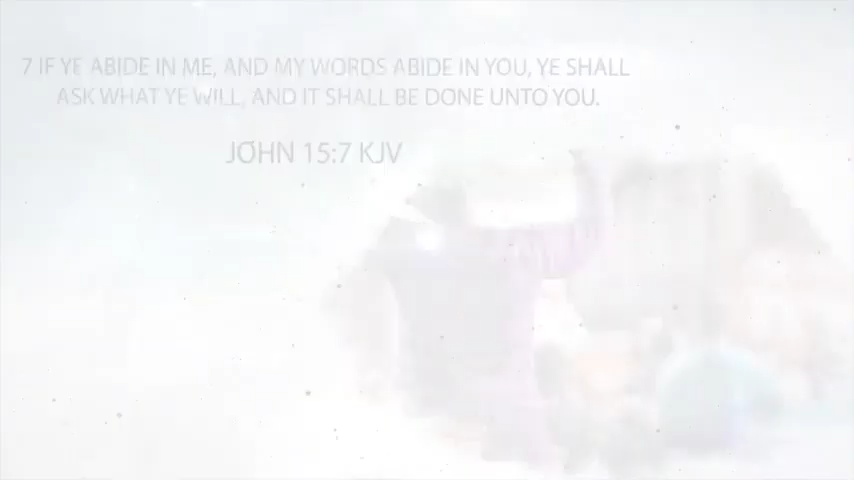 7 IF YE ABIDE IN ME, AND MY WORDS ABIDE IN YOU, YE SHALL
ASK WHAT YE WILL, AND IT SHALL BE DONE UNTO YOU.
JOHN 15:7 KJV